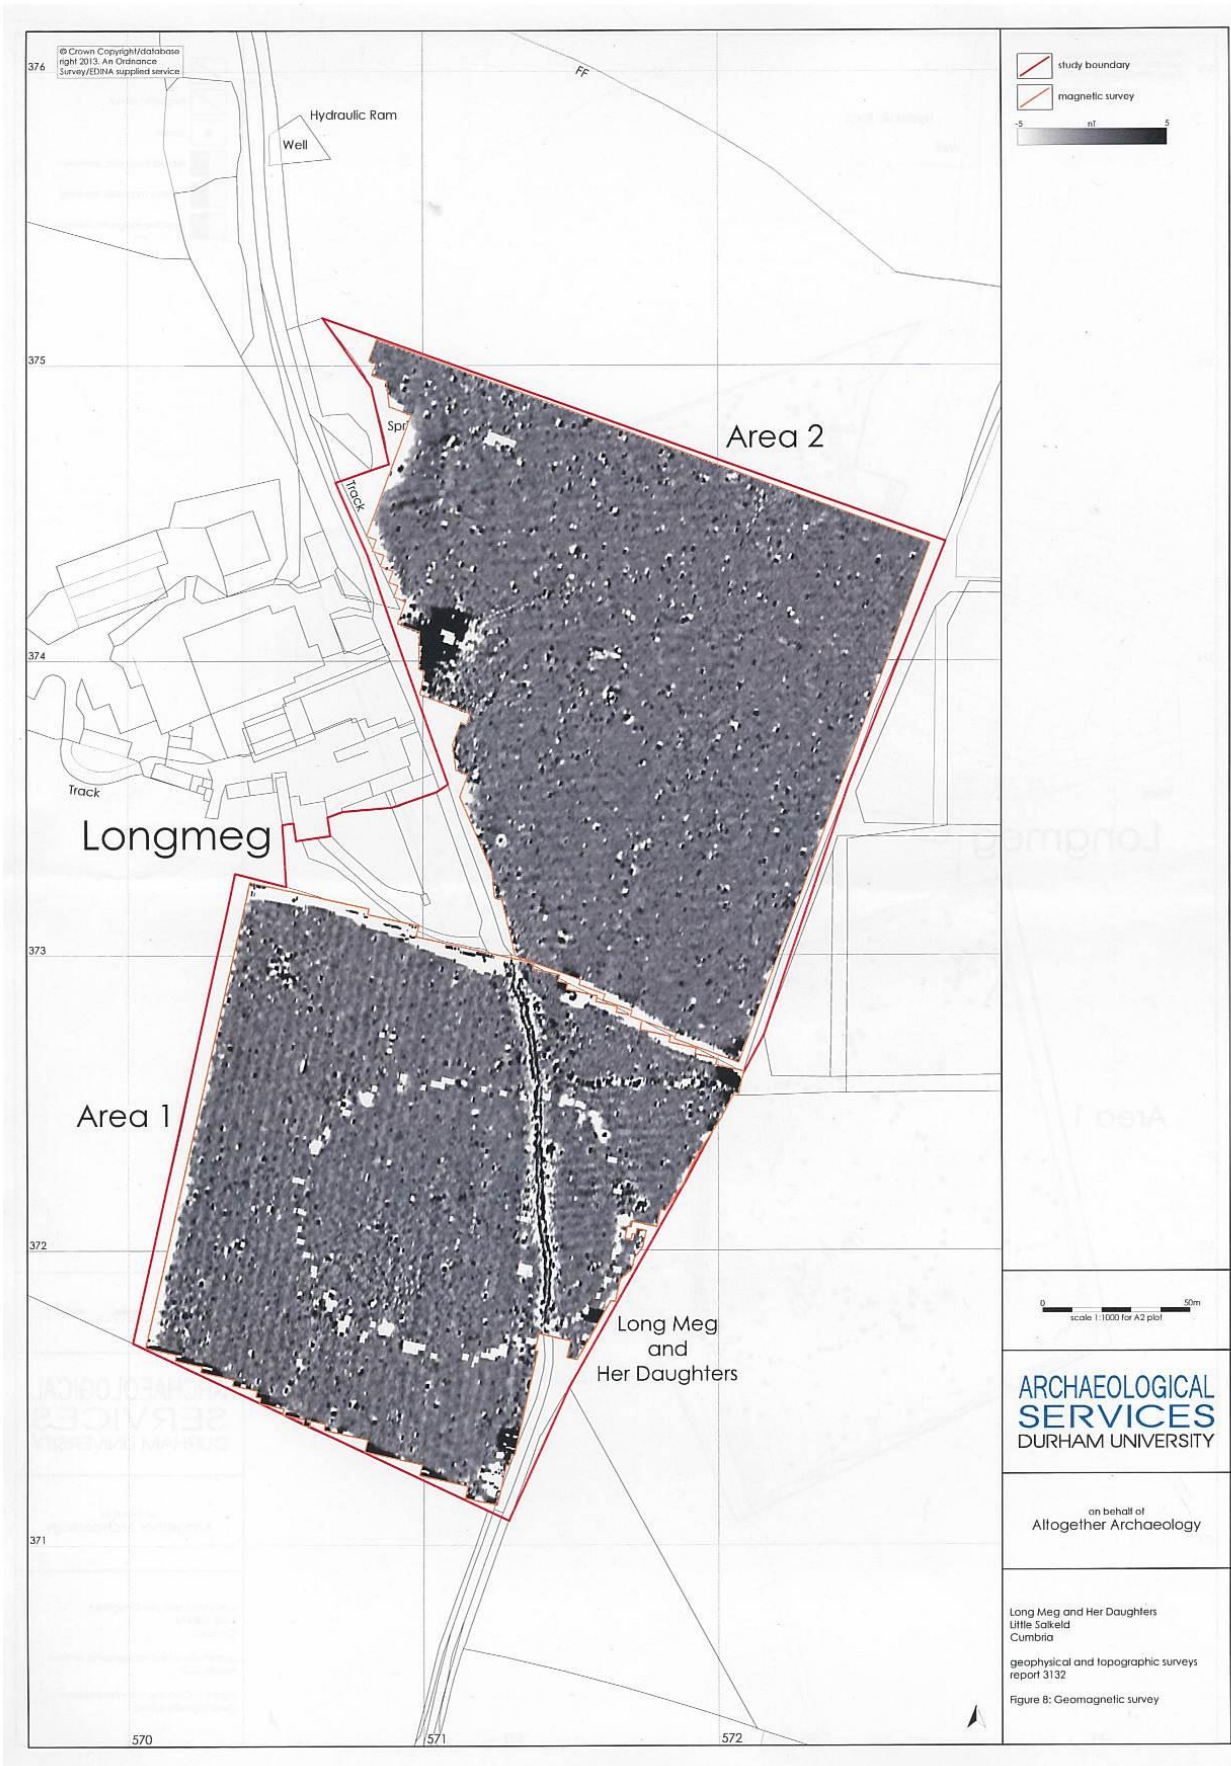 © Crown Copyright/database
right 2013. An Ordnance
Survey/EDINA supplied service
376
FF
Hydraulic Ram
Well
study boundary
magnetic survey
-5 nT 5
375
Spr
Area 2
Track
374
Track
Longmeg
373
Area 1
372
Long Meg
and
Her Daughters
371
570
571
572
0 50m
scale 1:1000 for A2 plot
ARCHAEOLOGICAL
SERVICES
DURHAM UNIVERSITY
on behalf of
Altogether Archaeology
Long Meg and Her Daughters
Little Salkeld
Cumbria
geophysical and topographic surveys
report 3132
Figure 8: Geomagnetic survey